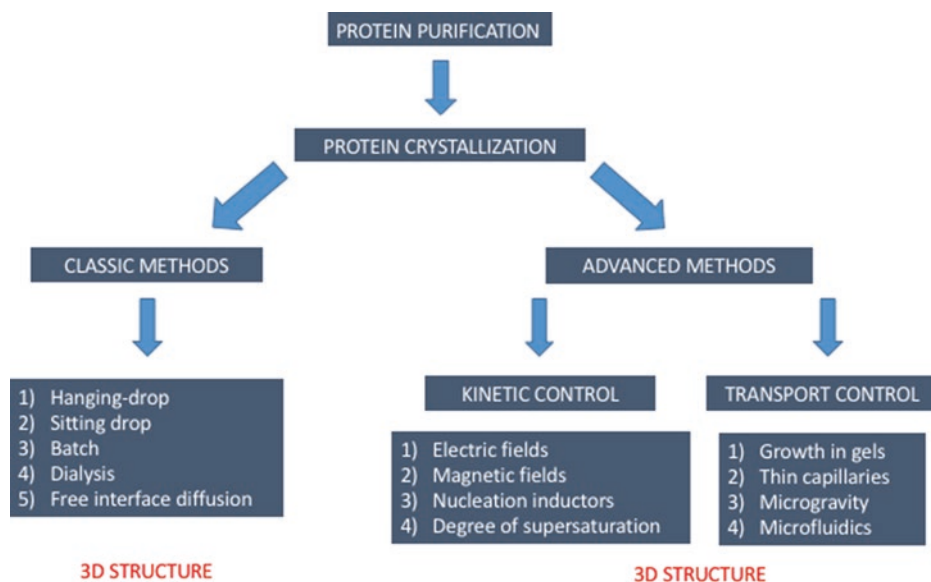 PROTEIN PURIFICATION
PROTEIN CRYSTALLIZATION
CLASSIC METHODS
ADVANCED METHODS
1) Hanging-drop
2) Sitting drop
3) Batch
4) Dialysis
5) Free interface diffusion
KINETIC CONTROL
TRANSPORT CONTROL
1) Electric fields
2) Magnetic fields
3) Nucleation inductors
4) Degree of supersaturation
1) Growth in gels
2) Thin capillaries
3) Microgravity
4) Microfluidics
3D STRUCTURE
3D STRUCTURE